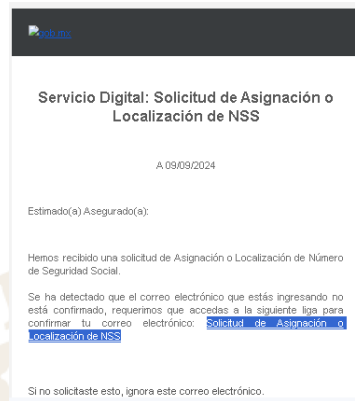 gob.mx
Servicio Digital: Solicitud de Asignación o
Localización de NSS
A 09/09/2024
Estimado(a) Asegurado(a):
Hemos recibido una solicitud de Asignación o Localización de Número
de Seguridad Social.
Se ha detectado que el correo electrónico que estás ingresando no
está confirmado, requerimos que accedas a la siguiente liga para
confirmar tu correo electrónico: Solicitud de Asignación o
Localización de NSS
Si no solicitaste esto, ignora este correo electrónico.